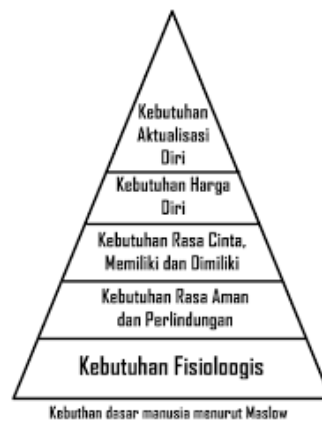 Kebutuhan
Aktualisasi
Diri
Kebutuhan Harga
Diri
Kebutuhan Rasa Cinta,
Memiliki dan Dimiliki
Kebutuhan Rasa Aman
dan Perlindungan
Kebutuhan Fisioloogis
Kebuthan dasar manusia menurut Maslow